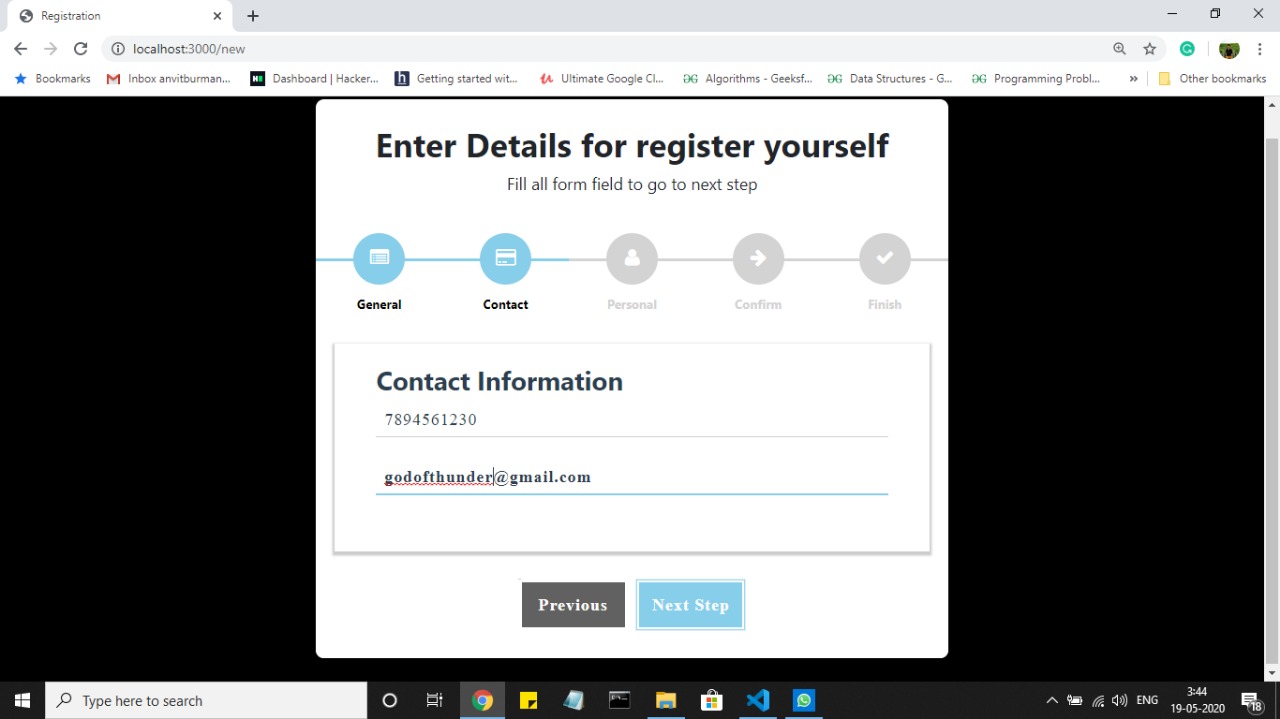 Registration
localhost:3000/new
Bookmarks Inbox anvitburman... Dashboard | Hacker... Getting started wit... Ultimate Google Cl... Algorithms - Geeksf... Data Structures - G... Programming Probl... » Other bookmarks
Enter Details for register yourself
Fill all form field to go to next step
General Contact Personal Confirm Finish
Contact Information
7894561230
godofthunder@gmail.com
Previous Next Step
Type here to search
ENG
3:44
19-05-2020
18